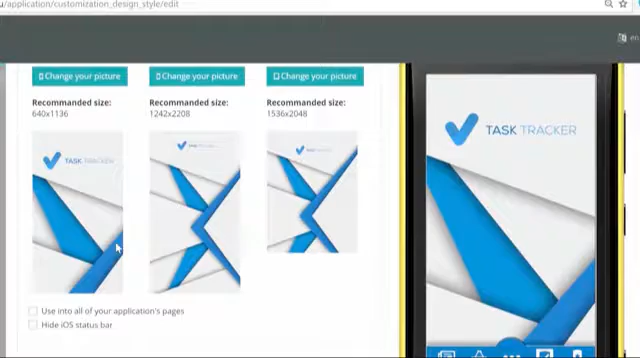 u/application/customization_design_style/edit
en
Change your picture
Change your picture
Change your picture
Recommanded size:
640x1136
Recommanded size:
1242x2208
Recommanded size:
1536x2048
TASK TRACKER
TASK TRACKER
Use into all of your application's pages
Hide iOS status bar